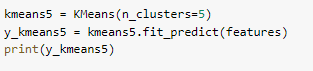 kmeans5 = KMeans(n_clusters=5)
y_kmeans5 = kmeans5.fit_predict(features)
print(y_kmeans5)